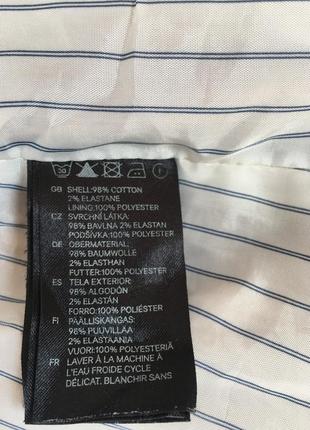 GB SHELL:98% COTTON
2% ELASTANE
LINING:100% POLYESTER
CZ SVRCHNÍ LÁTKA:
98% BAVLNA 2% ELASTAN
PODŠÍVKA:100% POLYESTER
DE OBERMATERIAL:
98% BAUMWOLLE
2% ELASTHAN
FUTTER:100% POLYESTER
ES TELA EXTERIOR:
98% ALGODÓN
2% ELASTÁN
FORRO:100% POLIÉSTER
FI PÄÄLLISKANGAS:
98% PUUVILLAA
2% ELASTAANIA
VUORI:100% POLYESTERIÄ
FR LAVER À LA MACHINE À
L'EAU FROIDE CYCLE
DÉLICAT. BLANCHIR SANS